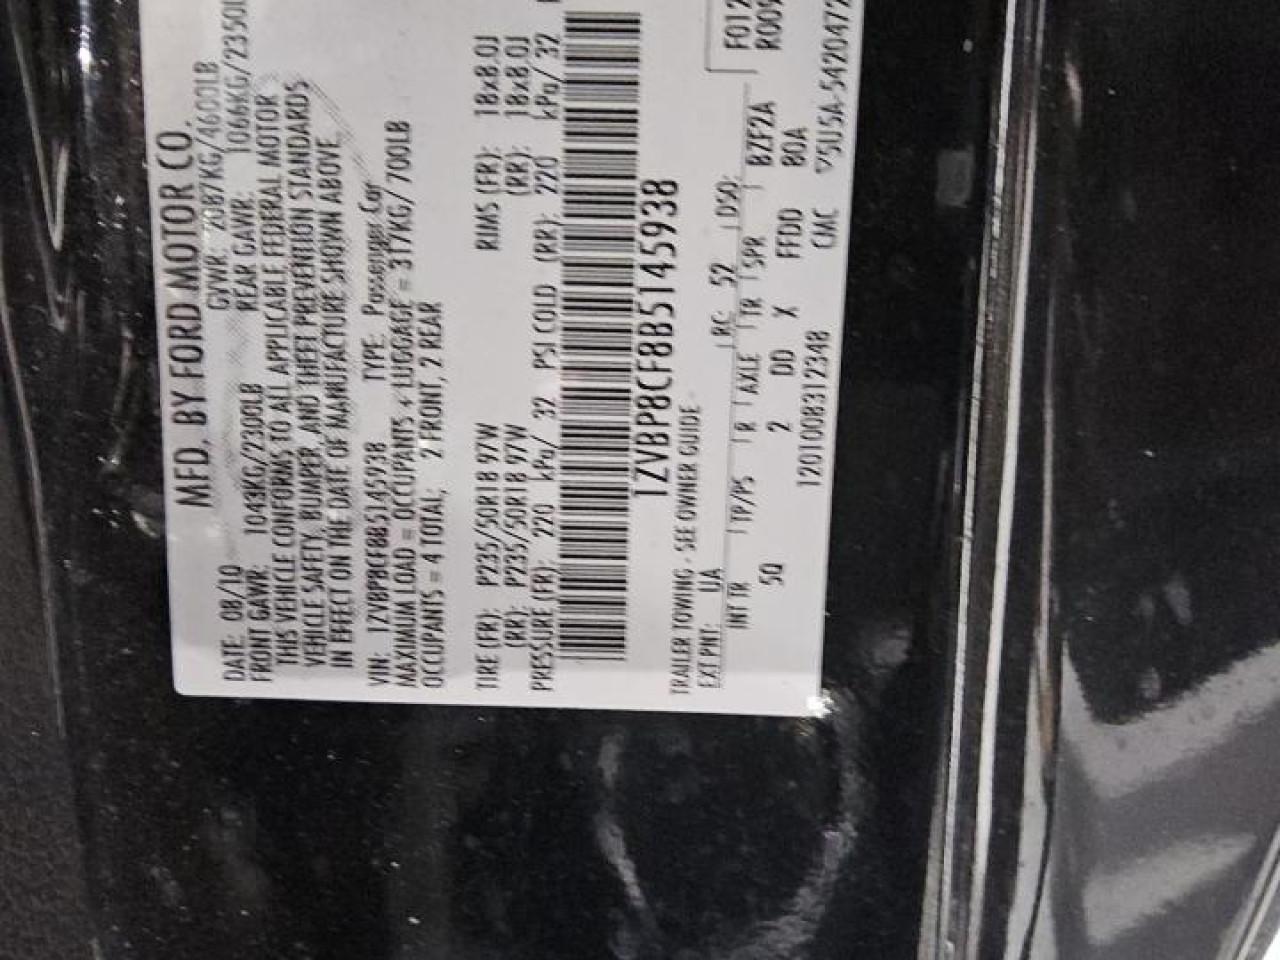 MFD. BY FORD MOTOR CO.
DATE: 08/10 GVWR: 2087KG/4600LB
FRONT GAWR: 1043KG/2300LB REAR GAWR: 1066KG/2350L
THIS VEHICLE CONFORMS TO ALL APPLICABLE FEDERAL MOTOR
VEHICLE SAFETY, BUMPER, AND THEFT PREVENTION STANDARDS
IN EFFECT ON THE DATE OF MANUFACTURE SHOWN ABOVE.
VIN: 1ZVBP8CF8B5145938 TYPE: Passenger Car
MAXIMUM LOAD = OCCUPANTS + LUGGAGE = 317KG/700LB
OCCUPANTS = 4 TOTAL; 2 FRONT, 2 REAR
TIRE (FR): P235/50R18 97W RIMS (FR): 18x8.0J
(RR): P235/50R18 97W (RR): 18x8.0J
PRESSURE (FR): 220 kPa/ 32 PSI COLD (RR): 220 kPa/ 32
1ZVBP8CF8B5145938
TRAILER TOWING - SEE OWNER GUIDE -
EXT PNT: UA RC: 52 DSO:
INT TR TP/PS R AXLE TR SPR BZF2A
5Q 2 DD X FFDD 80A
1201008312348 CMC
F012
R009